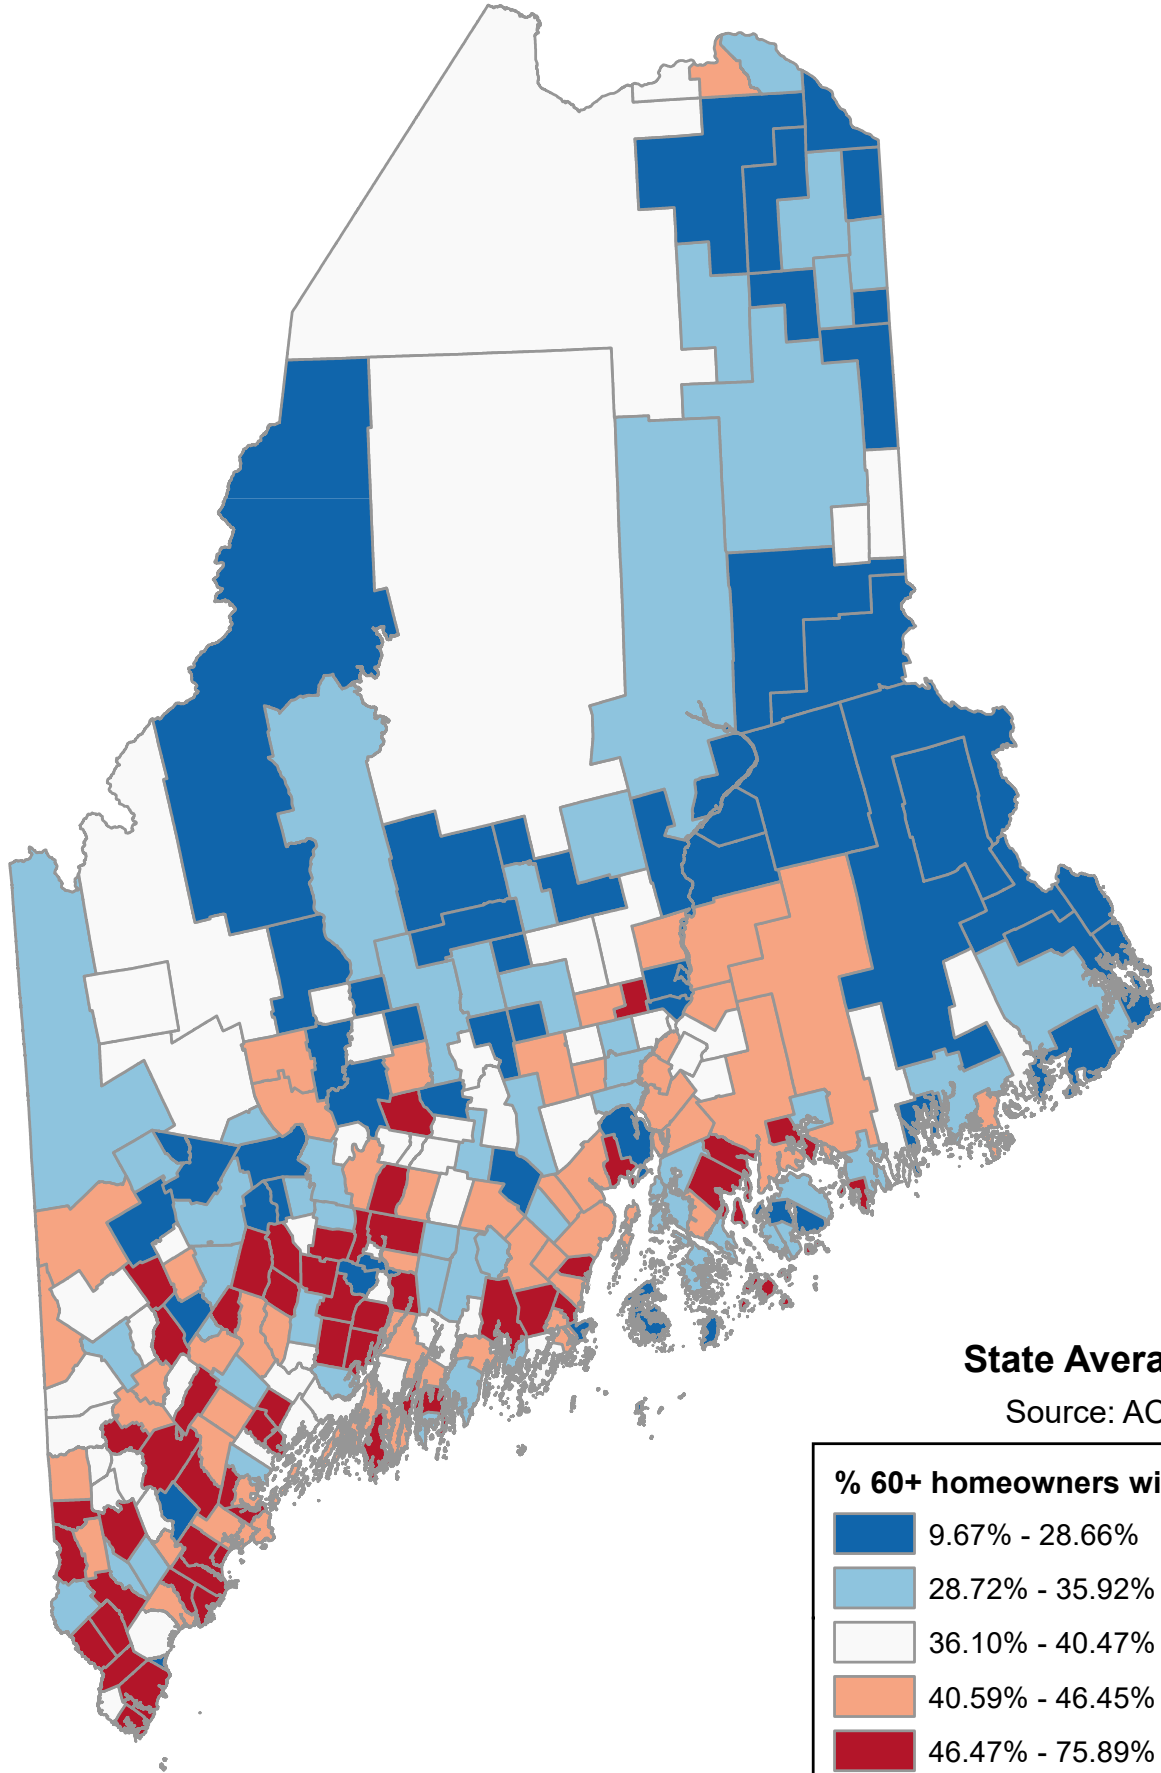 State Avera
Source: AC
% 60+ homeowners wi
9.67% - 28.66%
28.72% - 35.92%
36.10% - 40.47%
40.59% - 46.45%
46.47% - 75.89%